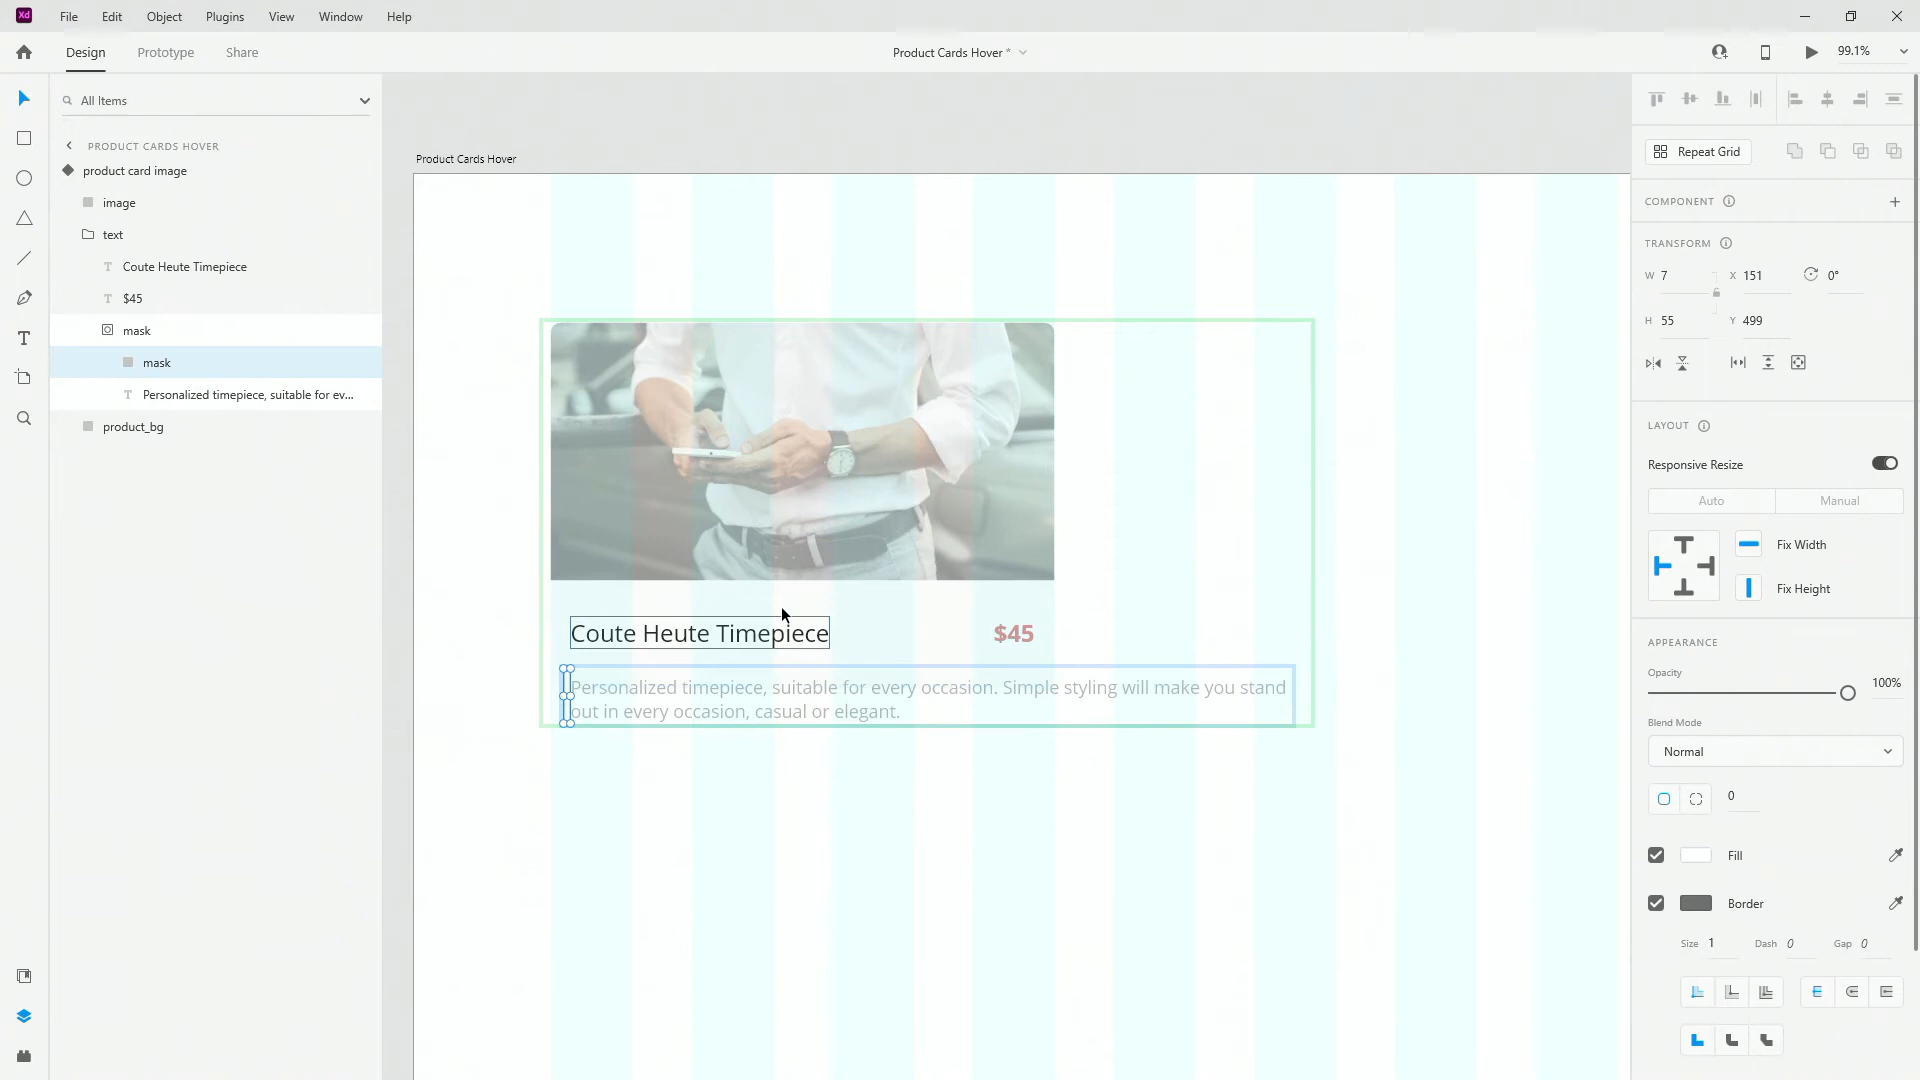 Xd File Edit Object Plugins View Window Help
Design Prototype Share
Product Cards Hover *
99.1%
All Items
PRODUCT CARDS HOVER
product card image
image
text
T Coute Heute Timepiece
T $45
mask
mask
T Personalized timepiece, suitable for ev...
product_bg
Product Cards Hover
Coute Heute Timepiece $45
Personalized timepiece, suitable for every occasion. Simple styling will make you stand
out in every occasion, casual or elegant.
Repeat Grid
COMPONENT
TRANSFORM
W 7 X 151 0°
H 55 Y 499
LAYOUT
Responsive Resize
Auto Manual
Fix Width
Fix Height
APPEARANCE
Opacity
100%
Blend Mode
Normal
0
Fill
Border
Size 1 Dash 0 Gap 0